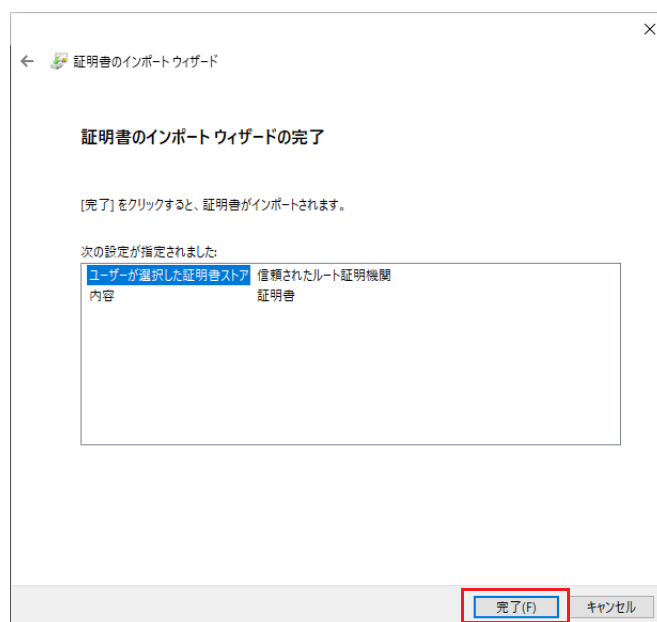 証明書のインポート ウィザード
証明書のインポート ウィザードの完了
[完了] をクリックすると、証明書がインポートされます。
次の設定が指定されました:
ユーザーが選択した証明書ストア 信頼されたルート証明機関
内容 証明書
完了(F) キャンセル